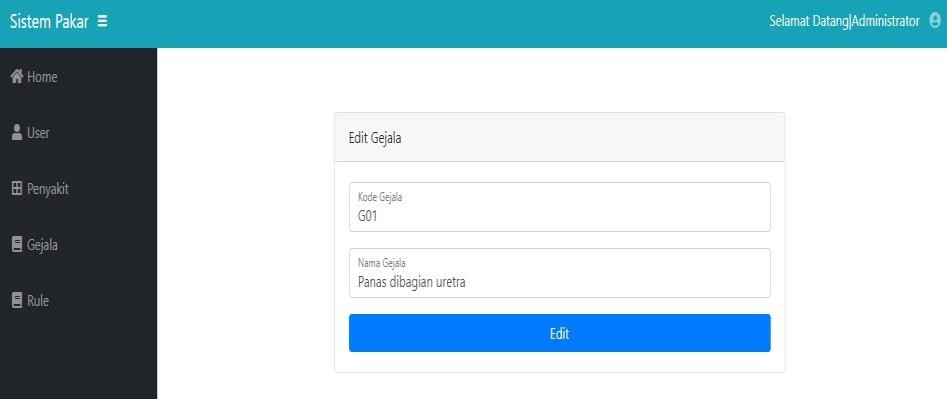 Sistem Pakar
Selamat Datang|Administrator
Home
User
Penyakit
Gejala
Rule
Edit Gejala
Kode Gejala
G01
Nama Gejala
Panas dibagian uretra
Edit